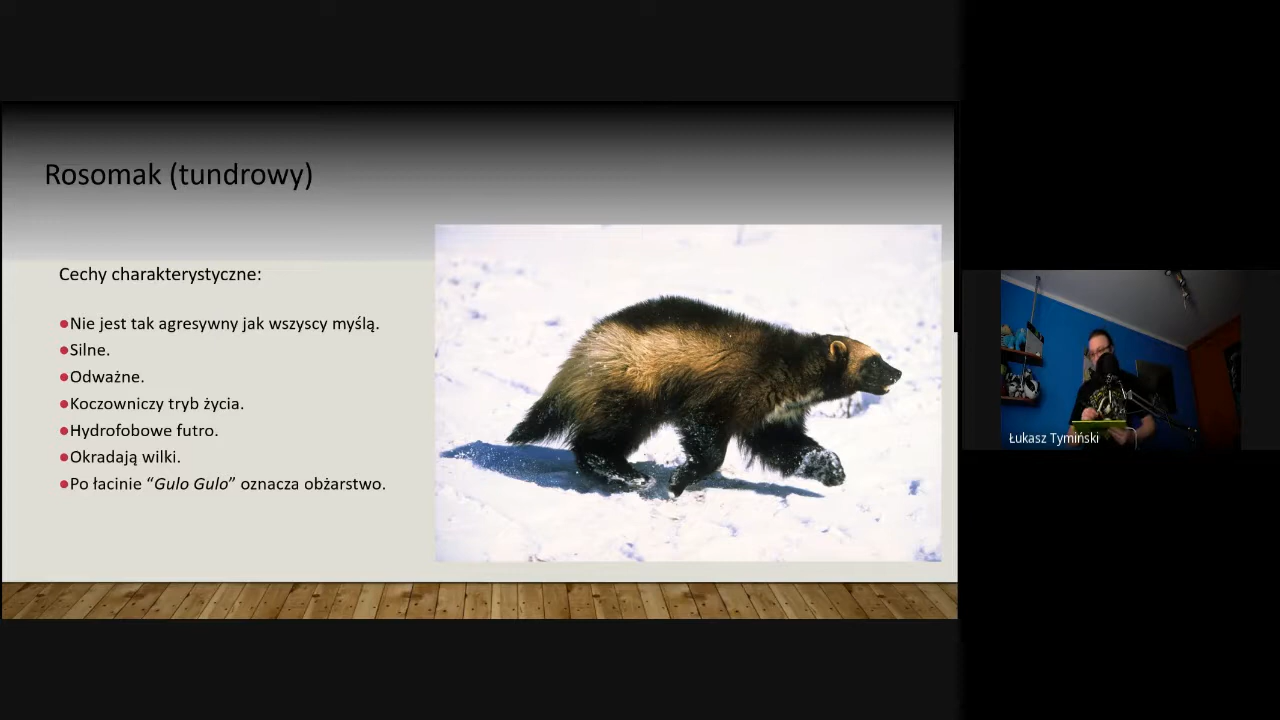 Rosomak (tundrowy)
Cechy charakterystyczne:
●Nie jest tak agresywny jak wszyscy myślą.
●Silne.
●Odważne.
●Koczowniczy tryb życia.
●Hydrofobowe futro.
●Okradają wilki.
●Po łacinie “Gulo Gulo” oznacza obżarstwo.
Łukasz Tymiński